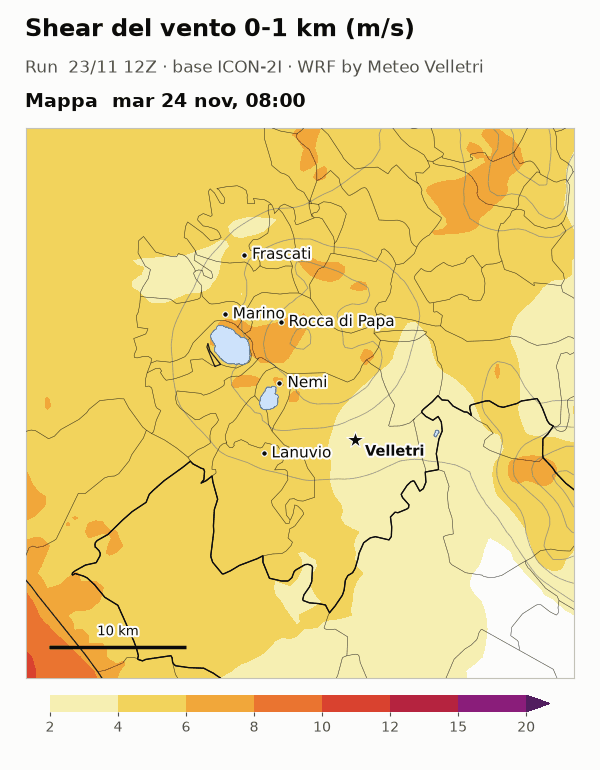 Shear del vento 0-1 km (m/s)
Run  23/11 12Z · base ICON-2I · WRF by Meteo Velletri
Mappa  mar 24 nov, 08:00
Frascati
Marino
Rocca di Papa
Nemi
Lanuvio
Velletri
10 km
2 4 6 8 10 12 15 20